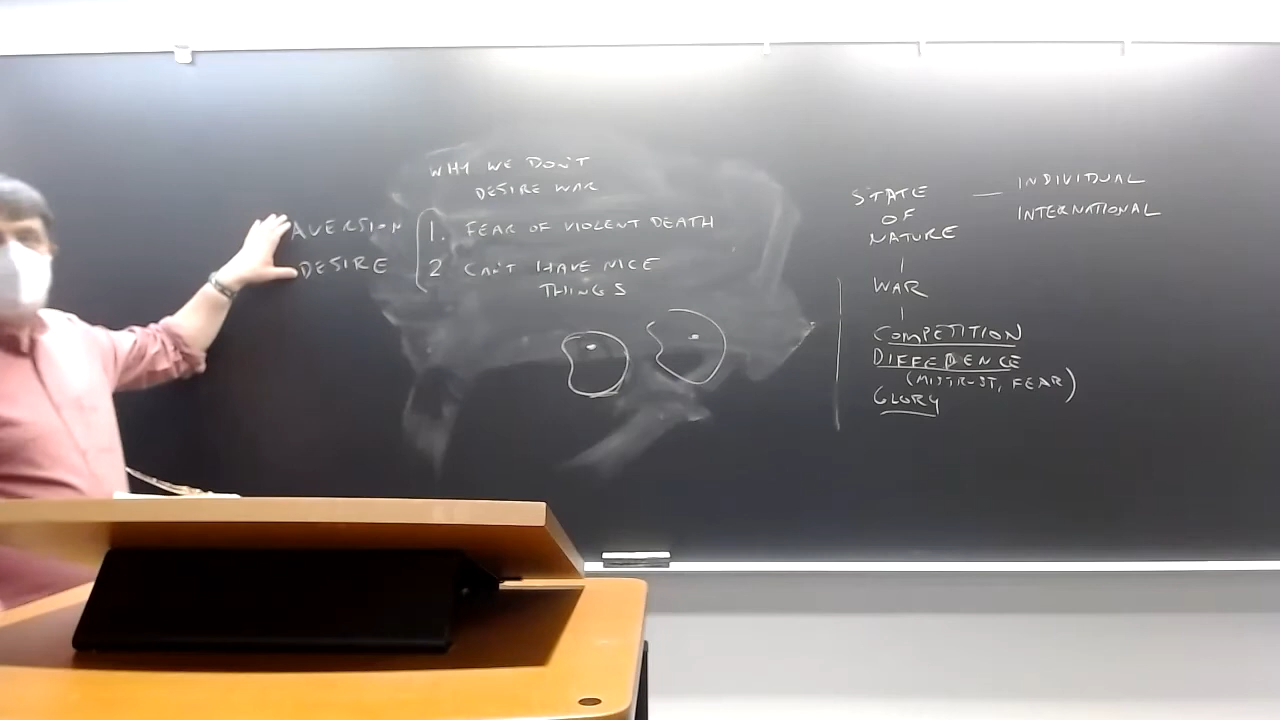 WHY WE DON'T
DESIRE WAR
AVERSION
1. FEAR OF VIOLENT DEATH
DESIRE
2 CAN'T HAVE NICE
THINGS
STATE
OF
NATURE
— INDIVIDUAL
INTERNATIONAL
WAR
COMPETITION
DIFFEDENCE
(MISTRUST, FEAR)
GLORY